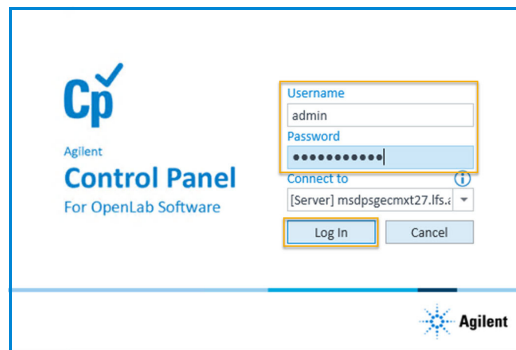 Cp
Agilent
Control Panel
For OpenLab Software
Username
admin
Password
●●●●●●●●●●●
Connect to
[Server] msdpsgecmxt27.lfs.
Log In
Cancel
Agilent